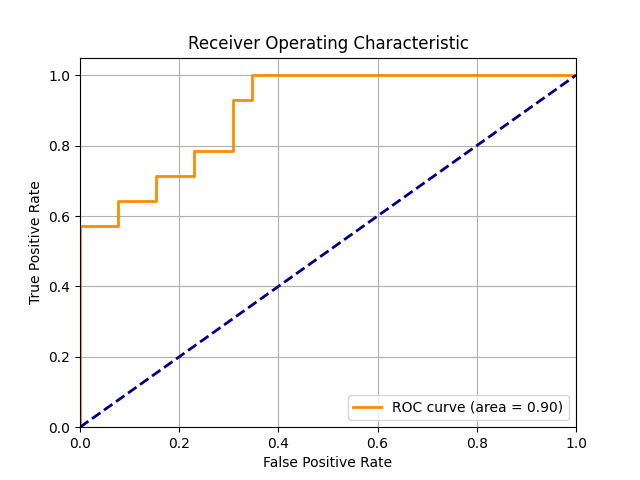 Receiver Operating Characteristic
True Positive Rate
1.0
0.8
0.6
0.4
0.2
0.0
ROC curve (area = 0.90)
0.0 0.2 0.4 0.6 0.8 1.0
False Positive Rate